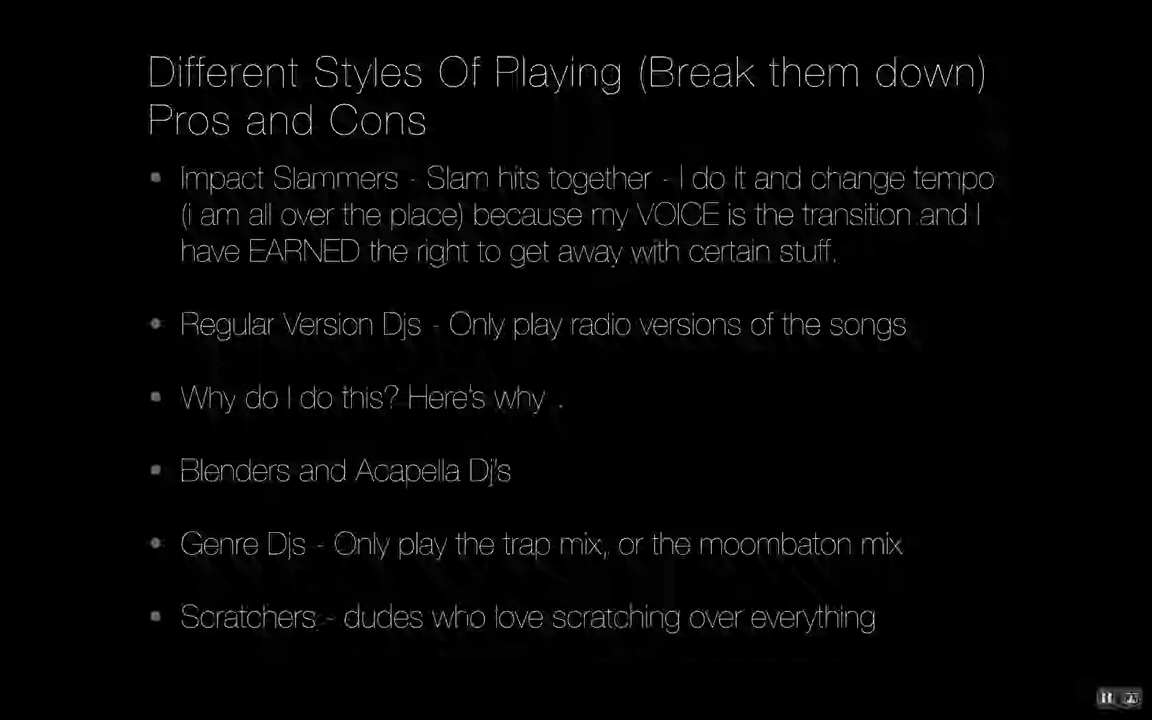 Different Styles Of Playing (Break them down)
Pros and Cons
Impact Slammers - Slam hits together - I do it and change tempo
(i am all over the place) because my VOICE is the transition and I
have EARNED the right to get away with certain stuff.
Regular Version Djs - Only play radio versions of the songs
Why do I do this? Here's why .
Blenders and Acapella Dj's
Genre Djs - Only play the trap mix, or the moombaton mix
Scratchers - dudes who love scratching over everything